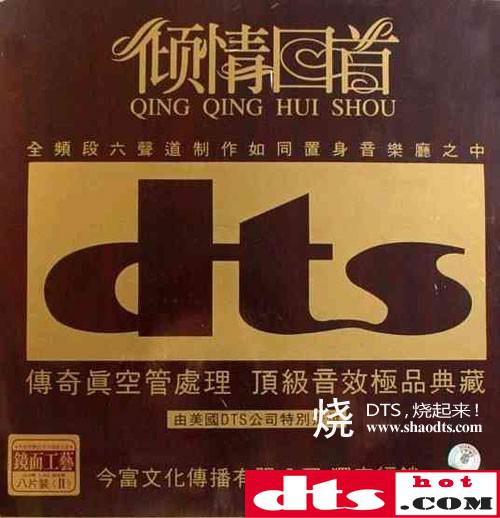 倾情回首
QING QING HUI SHOU
全頻段六聲道制作如同置身音樂廳之中
dts
傳奇眞空管處理 頂級音效極品典藏
由美國DTS公司特別
烧 DTS,烧起来!
www.shaodts.com
鏡面工藝
八片裝(II)
今富文化傳播有
dts hot
.COM